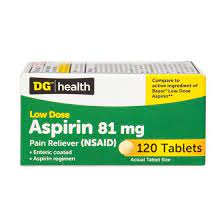 DG™ health
Compare to
active ingredient of
Bayer® Low Dose
Aspirin**
Low Dose
Aspirin 81 mg
Pain Reliever (NSAID)
• Enteric coated
• Aspirin regimen
120 Tablets
Actual Tablet Size